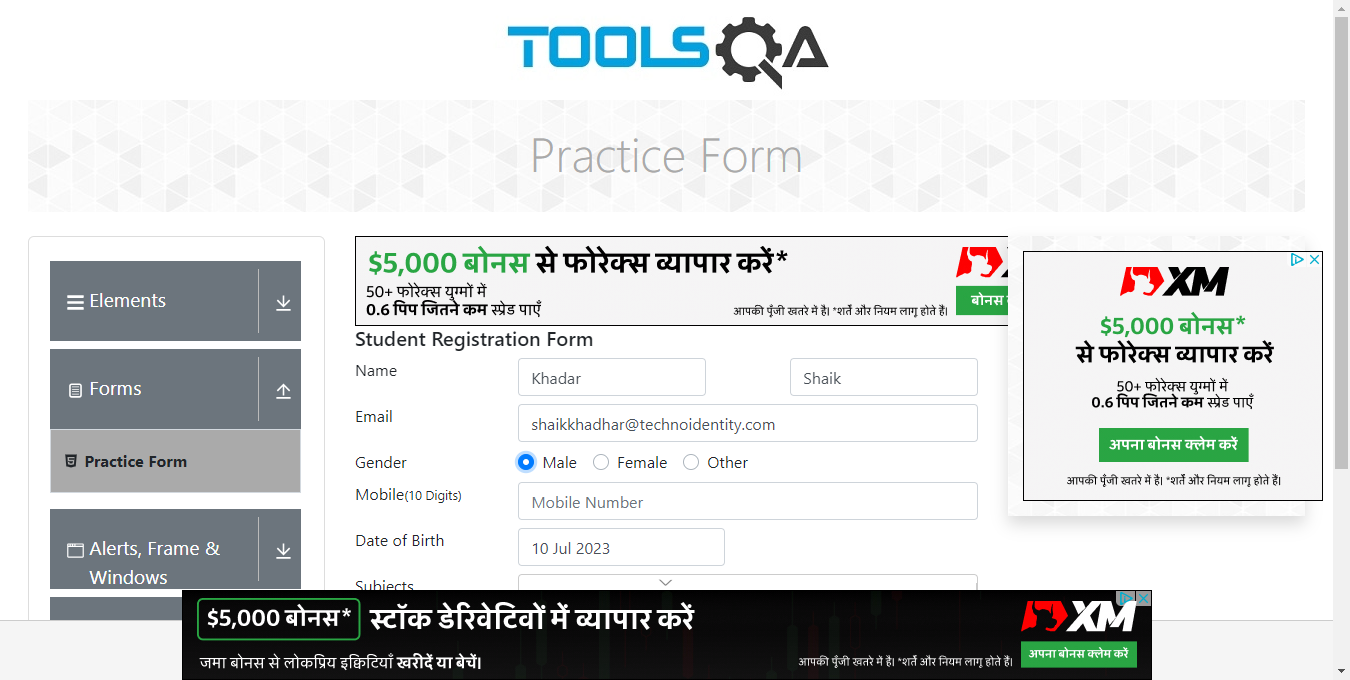 TOOLSQA
Practice Form
Elements
Forms
Practice Form
Alerts, Frame &
Windows
$5,000 बोनस से फोरेक्स व्यापार करें*
50+ फोरेक्स युग्मों में
0.6 पिप जितने कम स्प्रेड पाएँ
आपकी पूँजी खतरे में है। *शर्तें और नियम लागू होते हैं।
बोनस
Student Registration Form
Name
Khadar
Shaik
Email
shaikkhadhar@technoidentity.com
Gender
Male
Female
Other
Mobile(10 Digits)
Mobile Number
Date of Birth
10 Jul 2023
Subjects
XM
$5,000 बोनस*
से फोरेक्स व्यापार करें
50+ फोरेक्स युग्मों में
0.6 पिप जितने कम स्प्रेड पाएँ
अपना बोनस क्लेम करें
आपकी पूँजी खतरे में है। *शर्तें और नियम लागू होते हैं।
$5,000 बोनस* स्टॉक डेरिवेटिवों में व्यापार करें
जमा बोनस से लोकप्रिय इक्विटियाँ खरीदें या बेचें।
आपकी पूँजी खतरे में है। *शर्तें और नियम लागू होते हैं।
XM
अपना बोनस क्लेम करें